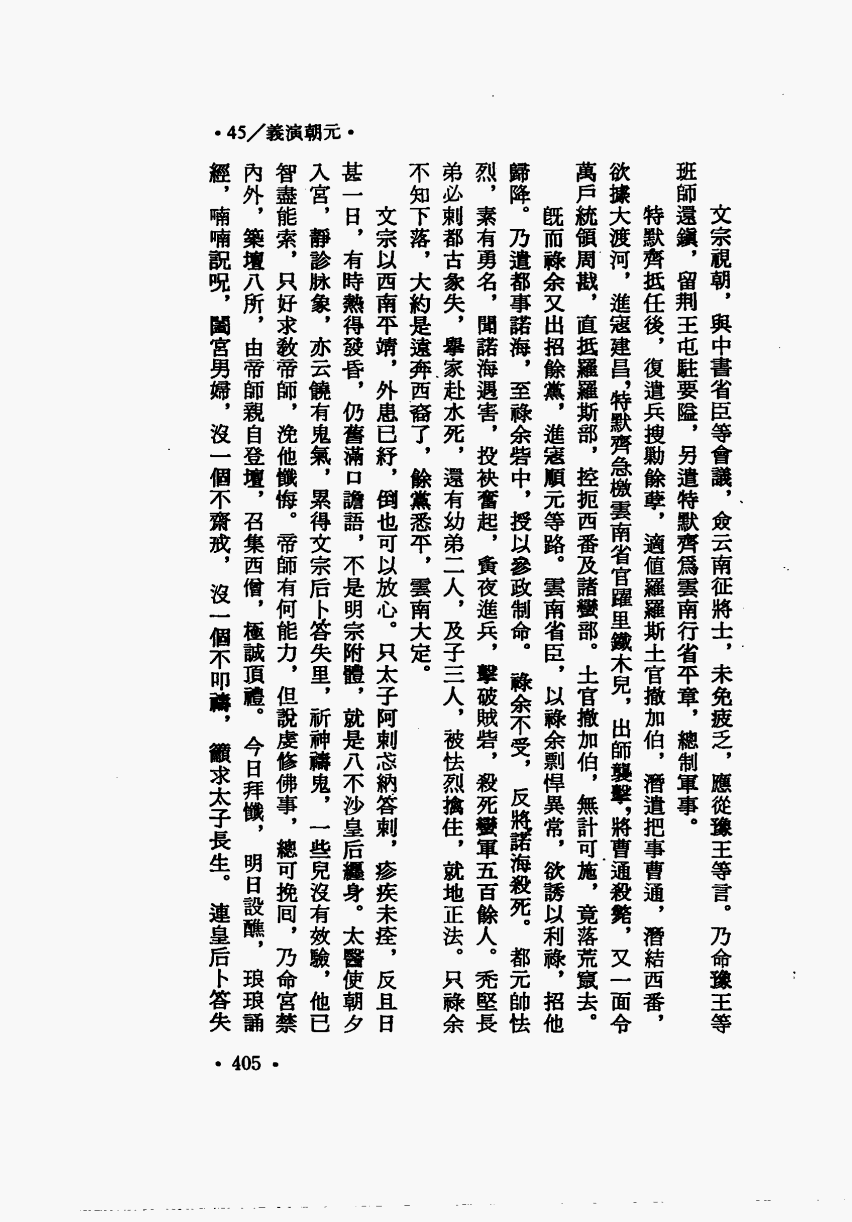 •45／義演朝元•
文宗視朝，與中書省臣等會議，僉云南征將士，未免疲乏，應從豫王等言。乃命豫王等
班師還鎮，留荆王屯駐要隘，另遣特默齊爲雲南行省平章，總制軍事。
特默齊抵任後，復遣兵搜勦餘孽，適值羅羅斯土官撒加伯，潛遣把事曹通，潛結西番，
欲據大渡河，進寇建昌，特默齊急檄雲南省官躍里鐵木兒，出師襲擊，將曹通殺斃，又一面令
萬戶統領周戡，直抵羅羅斯部，控扼西番及諸蠻部。土官撒加伯，無計可施，竟落荒竄去。
既而祿余又出招餘黨，進寇順元等路。雲南省臣，以祿余剽悍異常，欲誘以利祿，招他
歸降。乃遣都事諾海，至祿余砦中，授以參政制命。祿余不受，反將諾海殺死。都元帥怯
烈，素有勇名，聞諾海遇害，投袂奮起，夤夜進兵，擊破賊砦，殺死蠻軍五百餘人。禿堅長
弟必剌都古彖失，舉家赴水死，還有幼弟二人，及子三人，被怯烈擒住，就地正法。只祿余
不知下落，大約是遠奔西裔了，餘黨悉平，雲南大定。
文宗以西南平靖，外患已紓，倒也可以放心。只太子阿剌忒納答剌，疹疾未痊，反且日
甚一日，有時熱得發昏，仍舊滿口譫語，不是明宗附體，就是八不沙皇后纏身。太醫使朝夕
入宮，靜診脉象，亦云饒有鬼氣，累得文宗后卜答失里，祈神禱鬼，一些兒沒有效驗，他已
智盡能索，只好求教帝師，浼他懺悔。帝師有何能力，但說虔修佛事，總可挽囘，乃命宮禁
內外，築壇八所，由帝師親自登壇，召集西僧，極誠頂禮。今日拜懺，明日設醮，琅琅誦
經，喃喃詛呪，闔宮男婦，沒一個不齋戒，沒一個不叩禱，籲求太子長生。連皇后卜答失
•405•